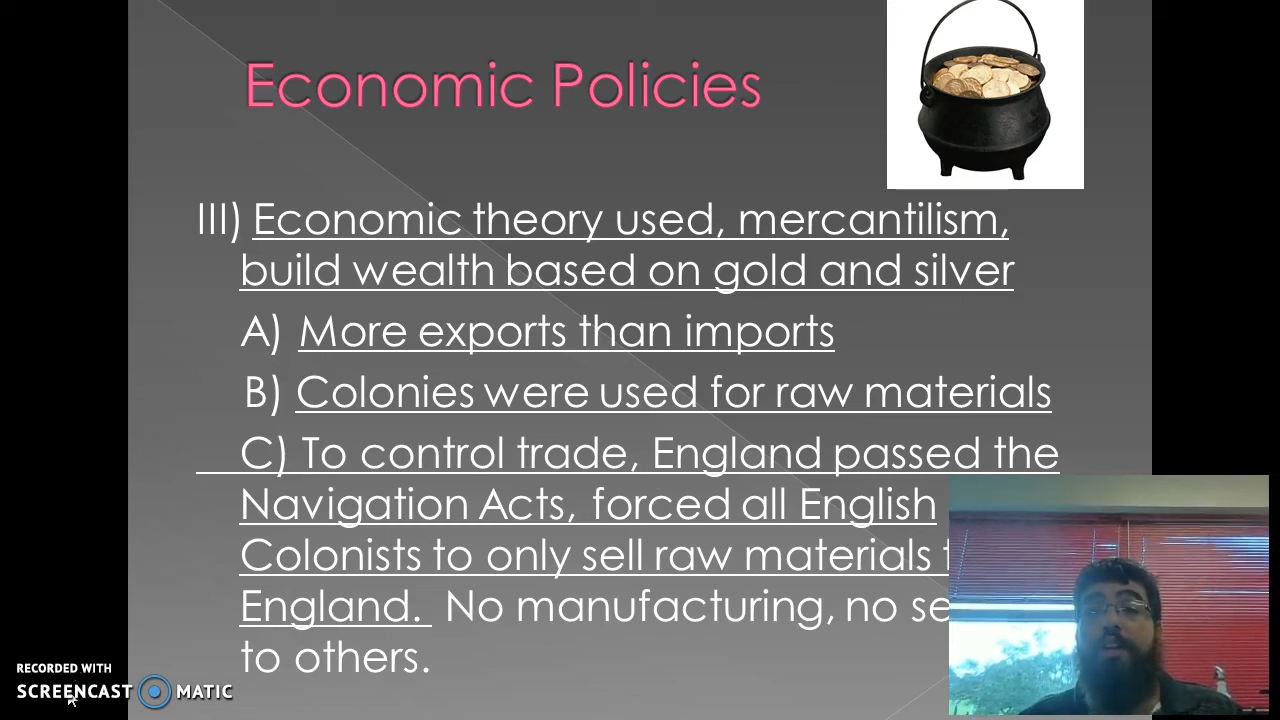 Economic Policies
III) Economic theory used, mercantilism,
build wealth based on gold and silver
A) More exports than imports
B) Colonies were used for raw materials
C) To control trade, England passed the
Navigation Acts, forced all English
Colonists to only sell raw materials
England. No manufacturing, no
to others.
RECORDED WITH
SCREENCAST MATIC